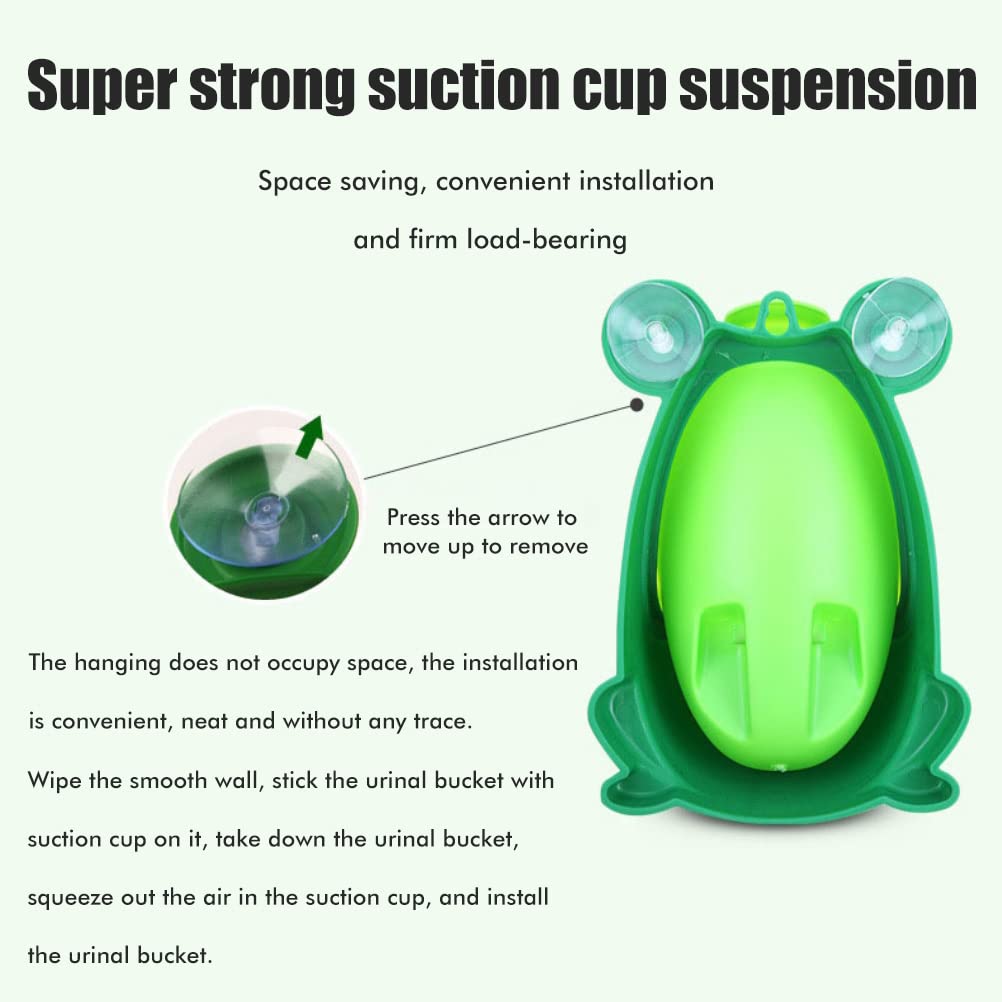 Super strong suction cup suspension
Space saving, convenient installation
and firm load-bearing
Press the arrow to
move up to remove
The hanging does not occupy space, the installation
is convenient, neat and without any trace.
Wipe the smooth wall, stick the urinal bucket with
suction cup on it, take down the urinal bucket,
squeeze out the air in the suction cup, and install
the urinal bucket.